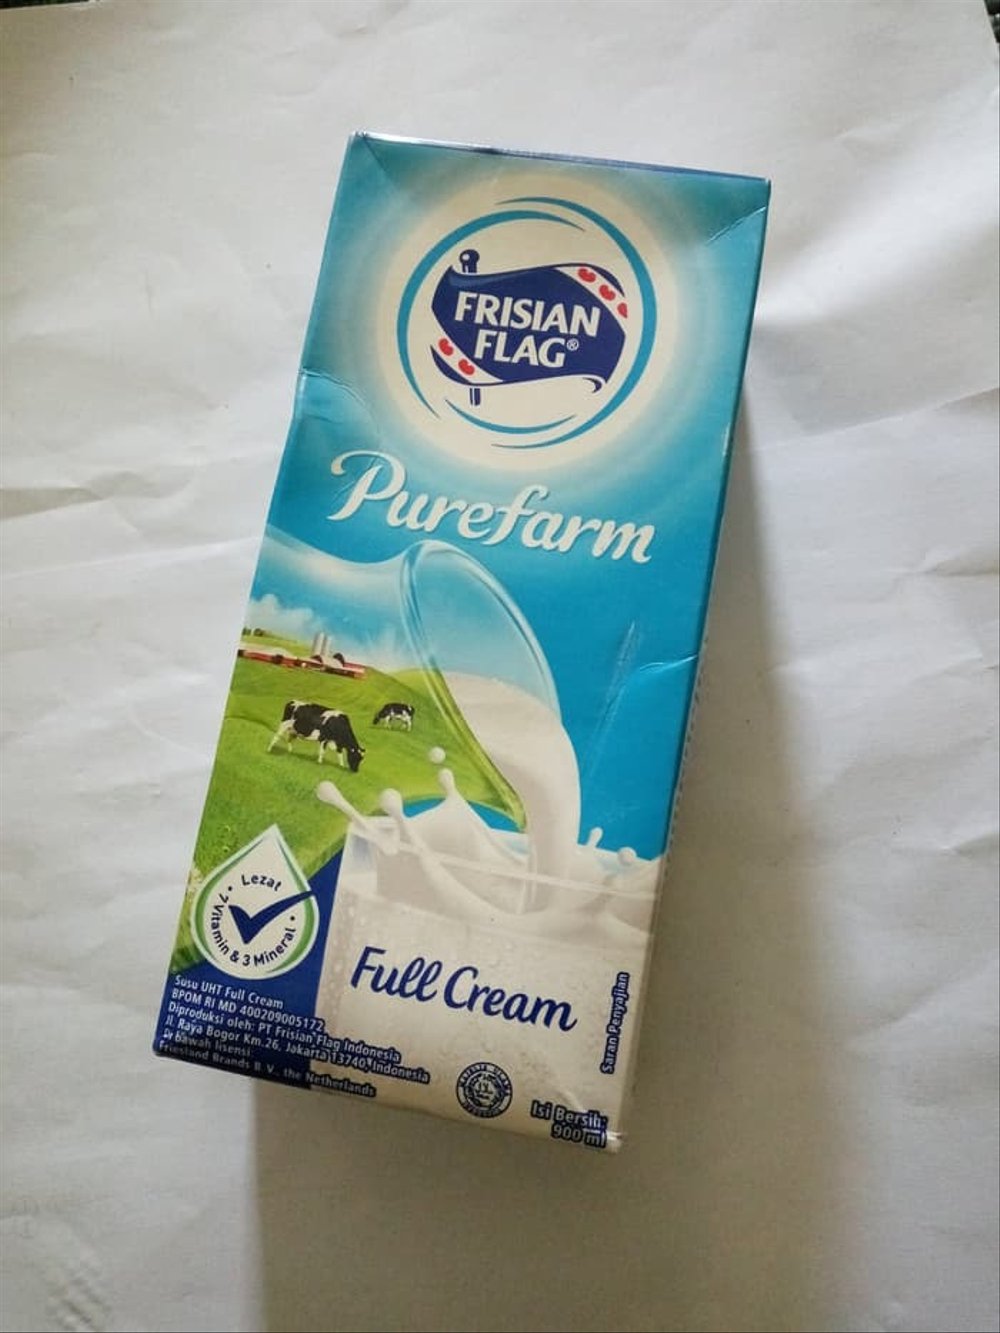 FRISIAN
FLAG®
Purefarm
Lezat
7 Vitamin & 3 Mineral
Full Cream
Saran Penyajian
Susu UHT Full Cream
BPOM RI MD 400209005172
Diproduksi oleh: PT Frisian Flag Indonesia
Jl. Raya Bogor Km.26, Jakarta 13740, Indonesia
Di bawah lisensi
Friesland Brands B.V. the Netherlands
Isi Bersih:
900 ml